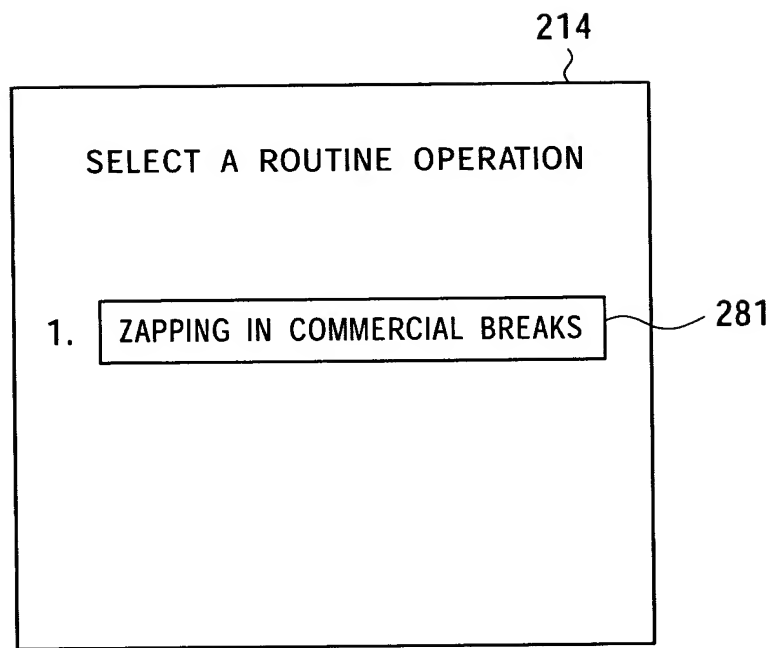 214
SELECT A ROUTINE OPERATION
1. ZAPPING IN COMMERCIAL BREAKS 281